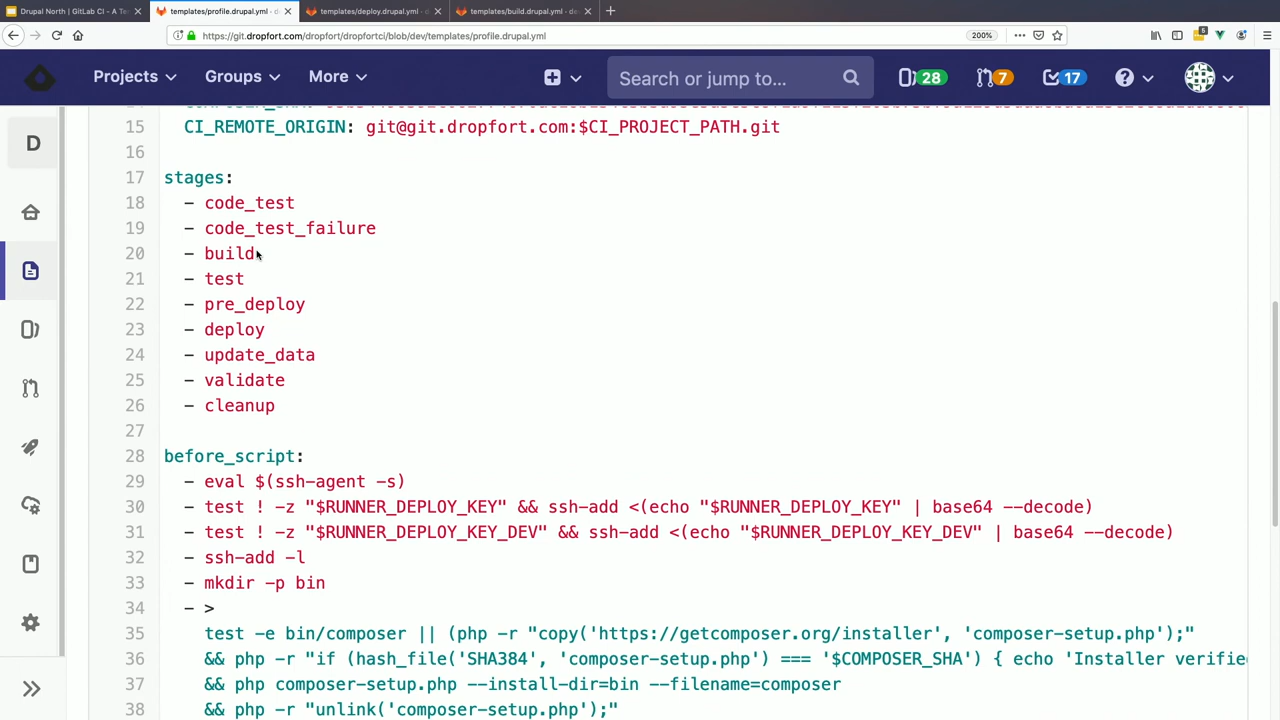 Drupal North | GitLab CI - A Ta
templates/profile.drupal.yml ·
templates/deploy.drupal.yml · d
templates/build.drupal.yml · de
https://git.dropfort.com/dropfort/dropfortci/blob/dev/templates/profile.drupal.yml
200%
Projects
Groups
More
Search or jump to...
28
7
17
D
15 CI_REMOTE_ORIGIN: git@git.dropfort.com:$CI_PROJECT_PATH.git
16
17 stages:
18 - code_test
19 - code_test_failure
20 - build
21 - test
22 - pre_deploy
23 - deploy
24 - update_data
25 - validate
26 - cleanup
27
28 before_script:
29 - eval $(ssh-agent -s)
30 - test ! -z "$RUNNER_DEPLOY_KEY" && ssh-add <(echo "$RUNNER_DEPLOY_KEY" | base64 --decode)
31 - test ! -z "$RUNNER_DEPLOY_KEY_DEV" && ssh-add <(echo "$RUNNER_DEPLOY_KEY_DEV" | base64 --decode)
32 - ssh-add -l
33 - mkdir -p bin
34 - >
35 test -e bin/composer || (php -r "copy('https://getcomposer.org/installer', 'composer-setup.php');"
36 && php -r "if (hash_file('SHA384', 'composer-setup.php') === '$COMPOSER_SHA') { echo 'Installer verifie
37 && php composer-setup.php --install-dir=bin --filename=composer
38 && php -r "unlink('composer-setup.php');"